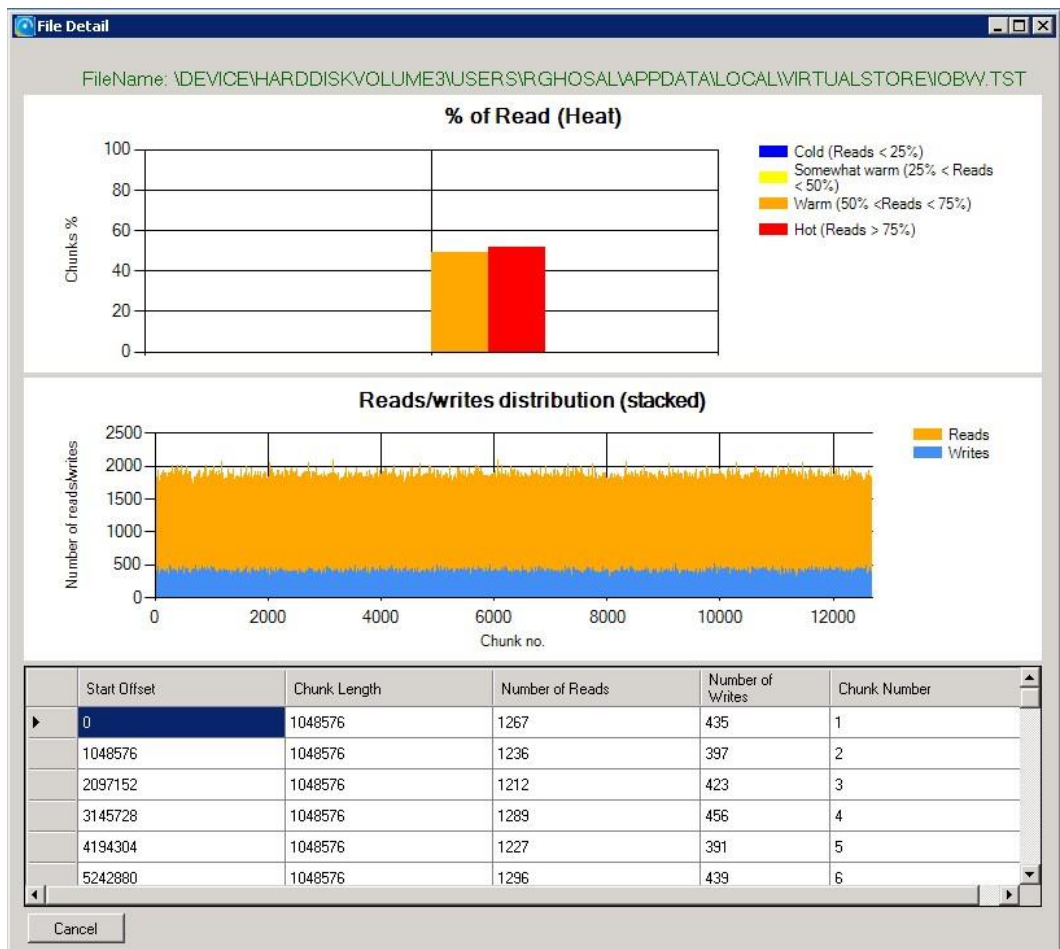 File Detail
FileName: \DEVICE\HARDDISKVOLUME3\USERS\RGHOSAL\APPDATA\LOCAL\VIRTUALSTORE\IOBW.TST
% of Read (Heat)
100
80
60
40
20
0
Chunks %
Cold (Reads < 25%)
Somewhat warm (25% < Reads
< 50%)
Warm (50% <Reads < 75%)
Hot (Reads > 75%)
Reads/writes distribution (stacked)
2500
2000
1500
1000
500
0
Number of reads/writes
0 2000 4000 6000 8000 10000 12000
Chunk no.
Reads
Writes
Start Offset Chunk Length Number of Reads Number of Writes Chunk Number
0 1048576 1267 435 1
1048576 1048576 1236 397 2
2097152 1048576 1212 423 3
3145728 1048576 1289 456 4
4194304 1048576 1227 391 5
5242880 1048576 1296 439 6
Cancel